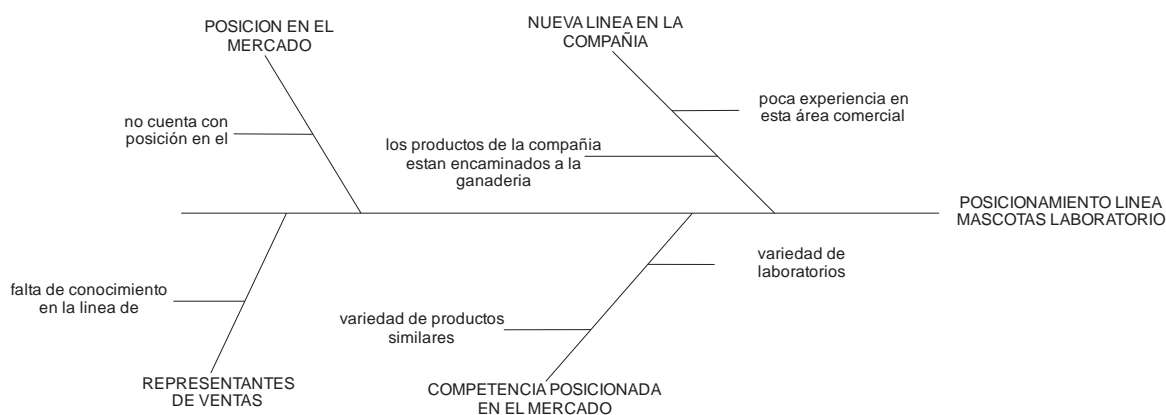 POSICION EN EL
MERCADO
NUEVA LINEA EN LA
COMPAÑIA
no cuenta con
posición en el
poca experiencia en
esta área comercial
los productos de la compañia
estan encaminados a la
ganaderia
POSICIONAMIENTO LINEA
MASCOTAS LABORATORIO
falta de conocimiento
en la linea de
variedad de
laboratorios
variedad de productos
similares
REPRESENTANTES
DE VENTAS
COMPETENCIA POSICIONADA
EN EL MERCADO